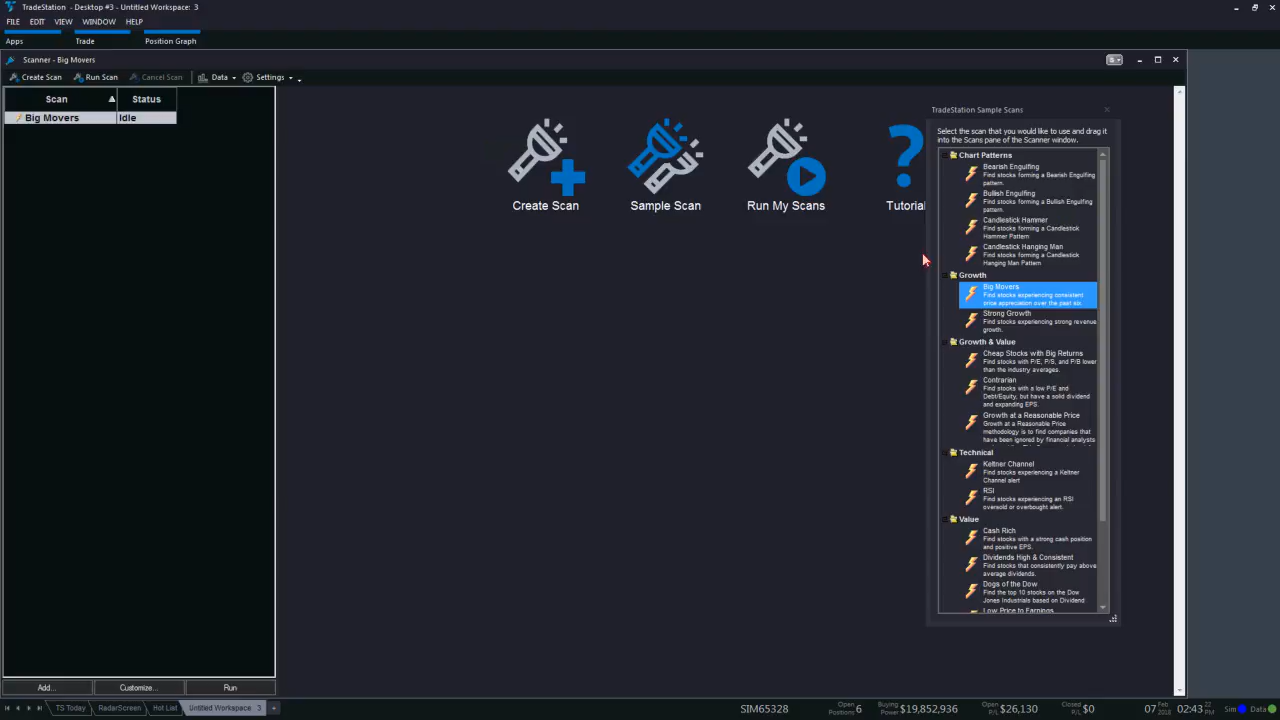 TradeStation - Desktop #3 - Untitled Workspace: 3
FILE EDIT VIEW WINDOW HELP
Apps Trade Position Graph
Scanner - Big Movers
Create Scan Run Scan Cancel Scan Data Settings
Scan Status
Big Movers Idle
Create Scan
Sample Scan
Run My Scans
Tutorial
TradeStation Sample Scans
Select the scan that you would like to use and drag it
into the Scans pane of the Scanner window.
Chart Patterns
Bearish Engulfing
Find stocks forming a Bearish Engulfing
pattern.
Bullish Engulfing
Find stocks forming a Bullish Engulfing
pattern.
Candlestick Hammer
Find stocks forming a Candlestick
Hammer Pattern
Candlestick Hanging Man
Find stocks forming a Candlestick
Hanging Man Pattern
Growth
Big Movers
Find stocks experiencing consistent
price appreciation over the past six.
Strong Growth
Find stocks experiencing strong revenue
growth.
Growth & Value
Cheap Stocks with Big Returns
Find stocks with P/E, P/S, and P/B lower
than the industry averages.
Contrarian
Find stocks with a low P/E and
Debt/Equity, but have a solid dividend
and expanding EPS.
Growth at a Reasonable Price
Growth at a Reasonable Price
methodology is to find companies that
have been ignored by financial analysts
Technical
Keltner Channel
Find stocks experiencing a Keltner
Channel alert
RSI
Find stocks experiencing an RSI
oversold or overbought alert.
Value
Cash Rich
Find stocks with a strong cash position
and positive EPS.
Dividends High & Consistent
Find stocks that consistently pay above
average dividends.
Dogs of the Dow
Find the top 10 stocks on the Dow
Jones Industrials based on Dividend
Low Price to Earnings
Add... Customize... Run
TS Today RadarScreen Hot List Untitled Workspace 3 +
SIM65328 Open Positions 6 Buying Power $19,852,936 Open P/L $26,130 Closed P/L $0 07 Feb 2018 02:43 22 PM Sim Data